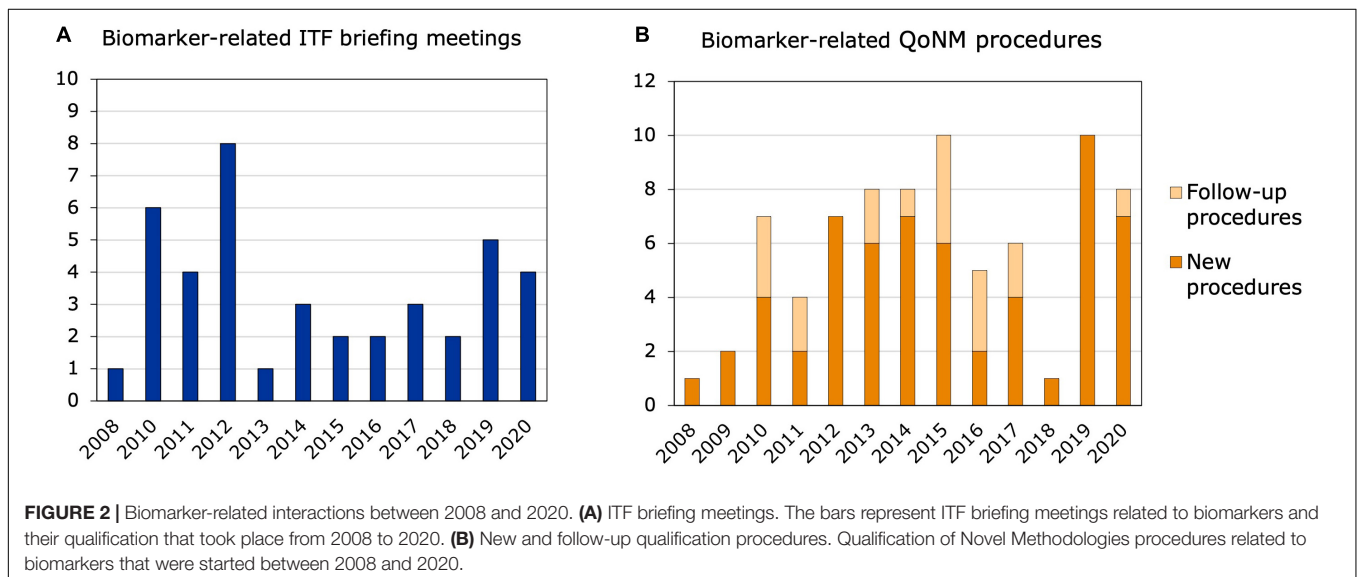 A Biomarker-related ITF briefing meetings
10
9
8
7
6
5
4
3
2
1
0
2008 2010 2011 2012 2013 2014 2015 2016 2017 2018 2019 2020
B Biomarker-related QoNM procedures
12
10
8
6
4
2
0
2008 2009 2010 2011 2012 2013 2014 2015 2016 2017 2018 2019 2020
Follow-up
procedures
New
procedures
FIGURE 2 | Biomarker-related interactions between 2008 and 2020. (A) ITF briefing meetings. The bars represent ITF briefing meetings related to biomarkers and
their qualification that took place from 2008 to 2020. (B) New and follow-up qualification procedures. Qualification of Novel Methodologies procedures related to
biomarkers that were started between 2008 and 2020.